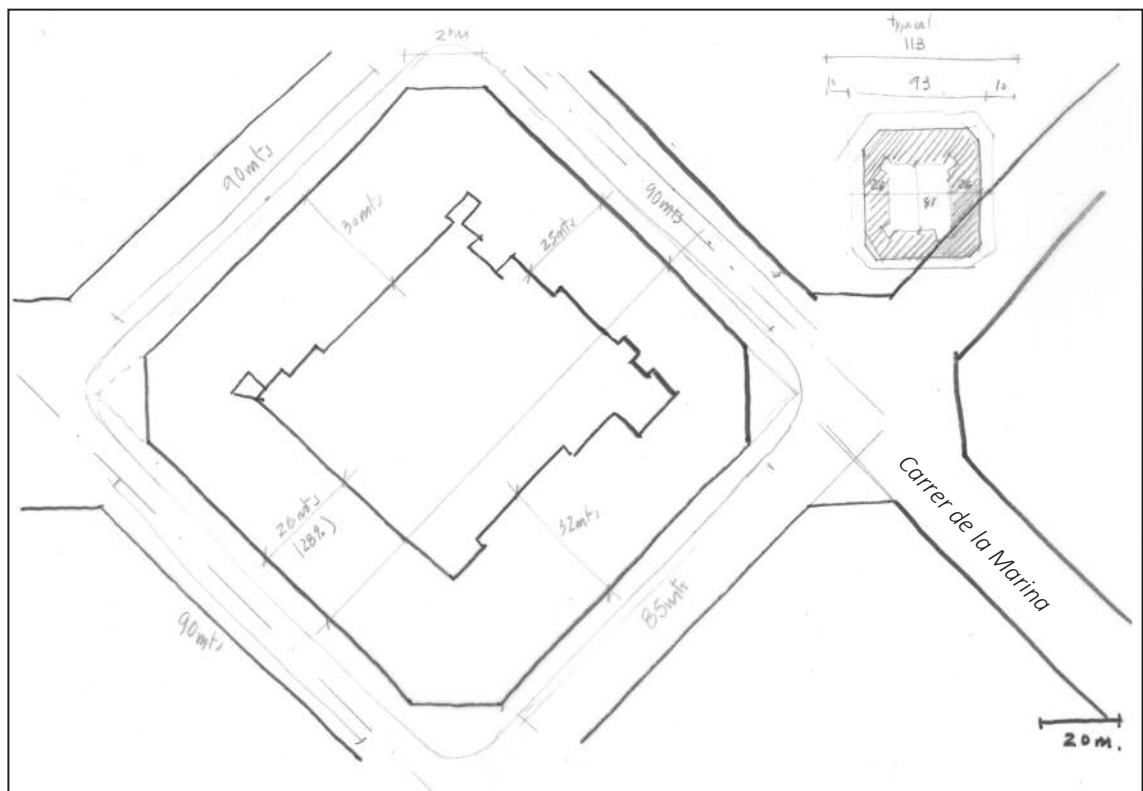 20m
typical
113
10
93
10
26
41
26
90mts
30mts
25mts
90mts
26mts
(28%)
32mts
85mts
90mts
Carrer de la Marina
20m.